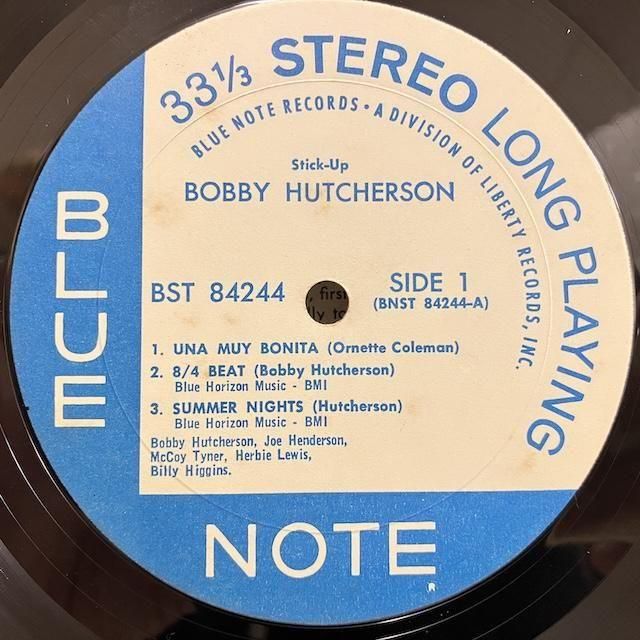 33⅓ STEREO LONG PLAYING
BLUE NOTE RECORDS • A DIVISION OF LIBERTY RECORDS, INC.
Stick-Up
BOBBY HUTCHERSON
BST 84244
SIDE 1
(BNST 84244-A)
1. UNA MUY BONITA (Ornette Coleman)
2. 8/4 BEAT (Bobby Hutcherson)
Blue Horizon Music - BMI
3. SUMMER NIGHTS (Hutcherson)
Blue Horizon Music - BMI
Bobby Hutcherson, Joe Henderson,
McCoy Tyner, Herbie Lewis,
Billy Higgins.
BLUE
NOTE